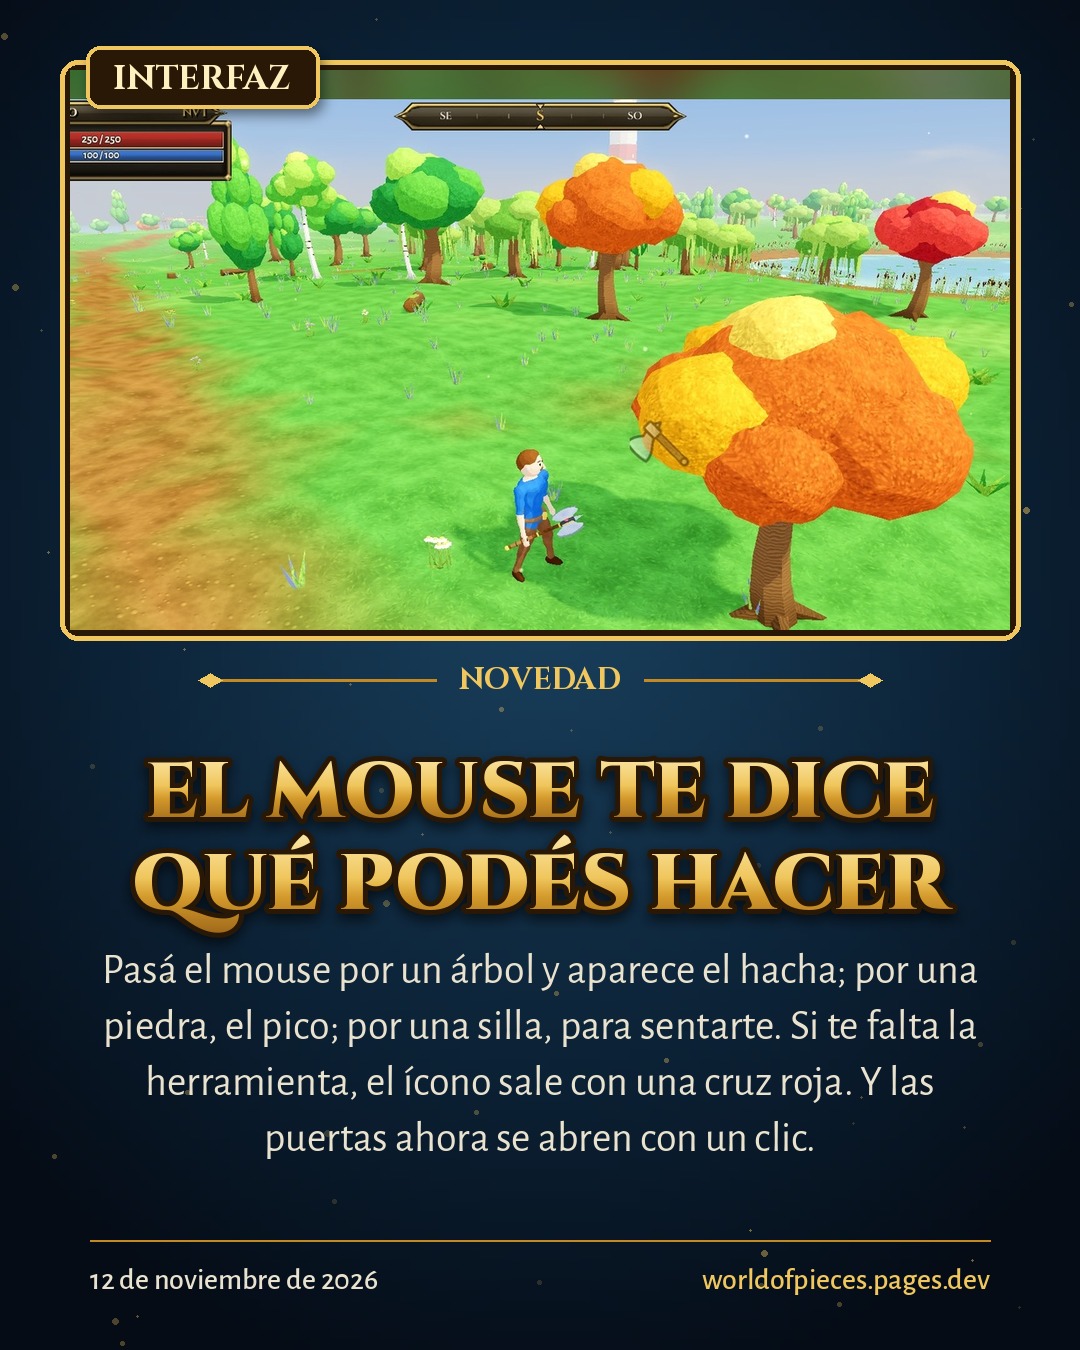 INTERFAZ
NV 1
SE S SO
250/250
100/100
NOVEDAD
EL MOUSE TE DICE
QUÉ PODÉS HACER
Pasá el mouse por un árbol y aparece el hacha; por una
piedra, el pico; por una silla, para sentarte. Si te falta la
herramienta, el ícono sale con una cruz roja. Y las
puertas ahora se abren con un clic.
12 de noviembre de 2026
worldofpieces.pages.dev